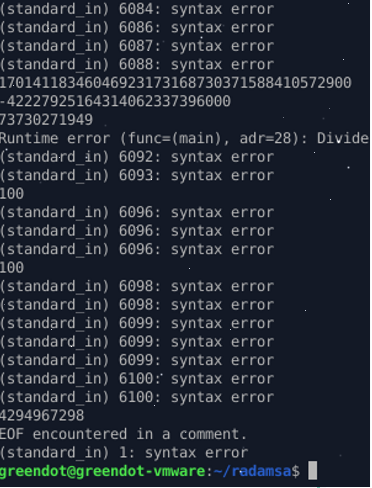 (standard_in) 6084: syntax error
(standard_in) 6086: syntax error
(standard_in) 6087: syntax error
(standard_in) 6088: syntax error
17014118346046923173168730371588410572900
-42227925164314062337396000
73730271949
Runtime error (func=(main), adr=28): Divide
(standard_in) 6092: syntax error
(standard_in) 6093: syntax error
100
(standard_in) 6096: syntax error
(standard_in) 6096: syntax error
(standard_in) 6096: syntax error
100
(standard_in) 6098: syntax error
(standard_in) 6098: syntax error
(standard_in) 6099: syntax error
(standard_in) 6099: syntax error
(standard_in) 6099: syntax error
(standard_in) 6100: syntax error
(standard_in) 6100: syntax error
4294967298
EOF encountered in a comment.
(standard_in) 1: syntax error
greendot@greendot-vmware:~/radamsa$